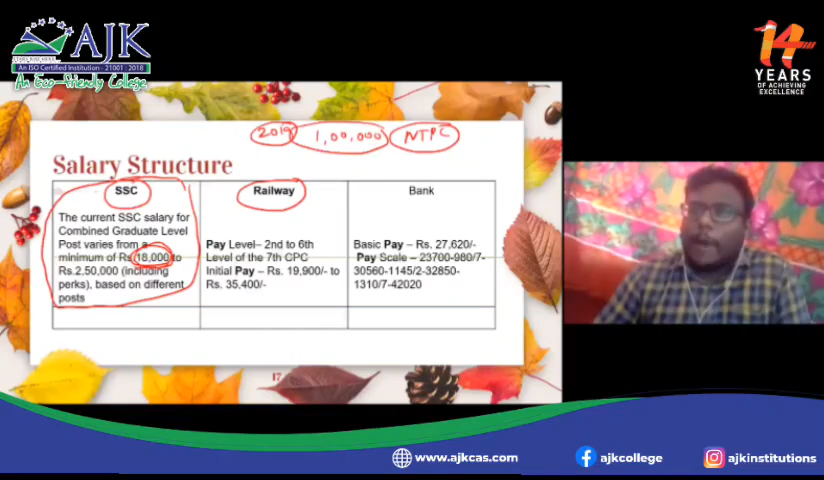 AJK
An ISO Certified Institution - 21001 : 2018
An Eco-friendly College
14
YEARS
OF ACHIEVING
EXCELLENCE
2019 1,00,000 NTPC
Salary Structure
SSC
The current SSC salary for
Combined Graduate Level
Post varies from a
minimum of Rs.18,000 to
Rs.2,50,000 (including
perks), based on different
posts
Railway
Pay Level– 2nd to 6th
Level of the 7th CPC
Initial Pay – Rs. 19,900/- to
Rs. 35,400/-
Bank
Basic Pay – Rs. 27,620/-
Pay Scale – 23700-980/7-
30560-1145/2-32850-
1310/7-42020
17
www.ajkcas.com
ajkcollege
ajkinstitutions